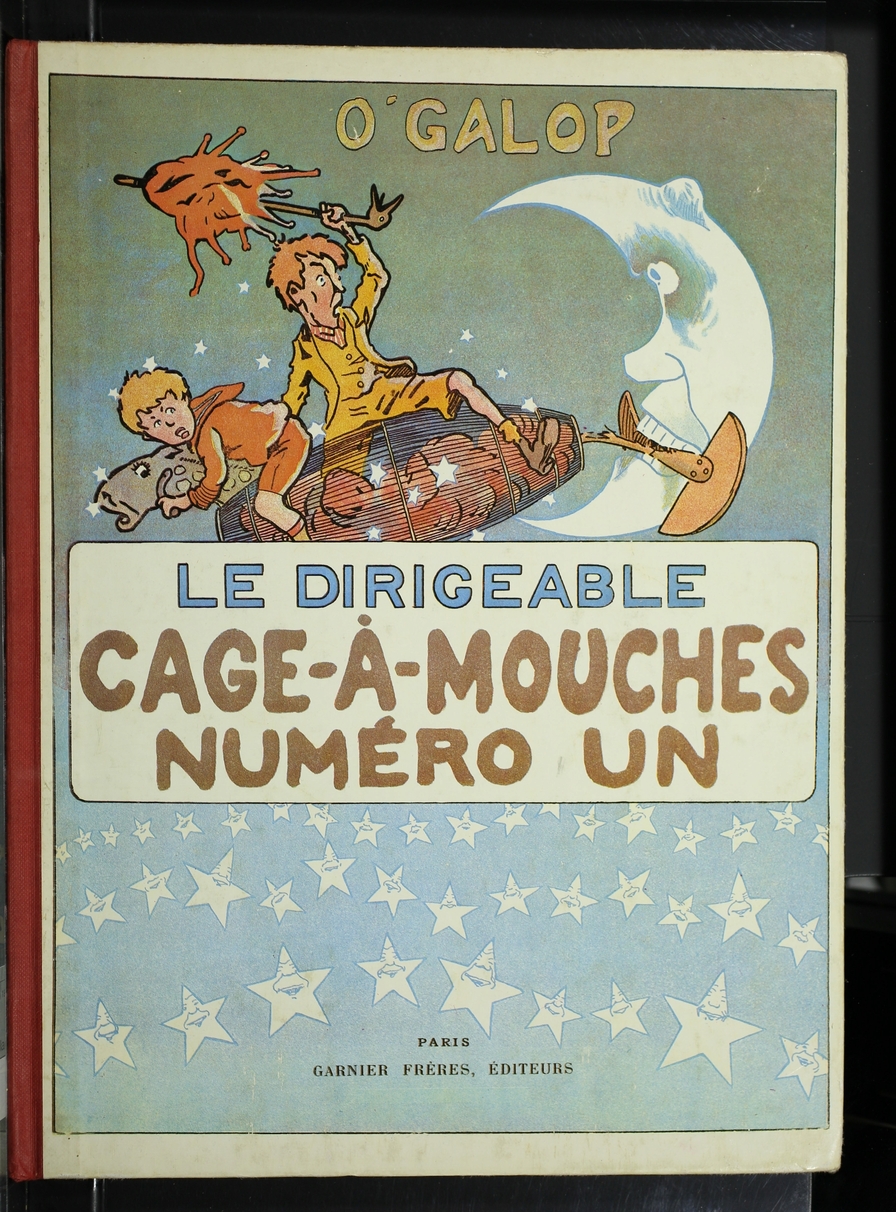 O'GALOP
LE DIRIGEABLE
CAGE-À-MOUCHES
NUMÉRO UN
PARIS
GARNIER FRÈRES, ÉDITEURS